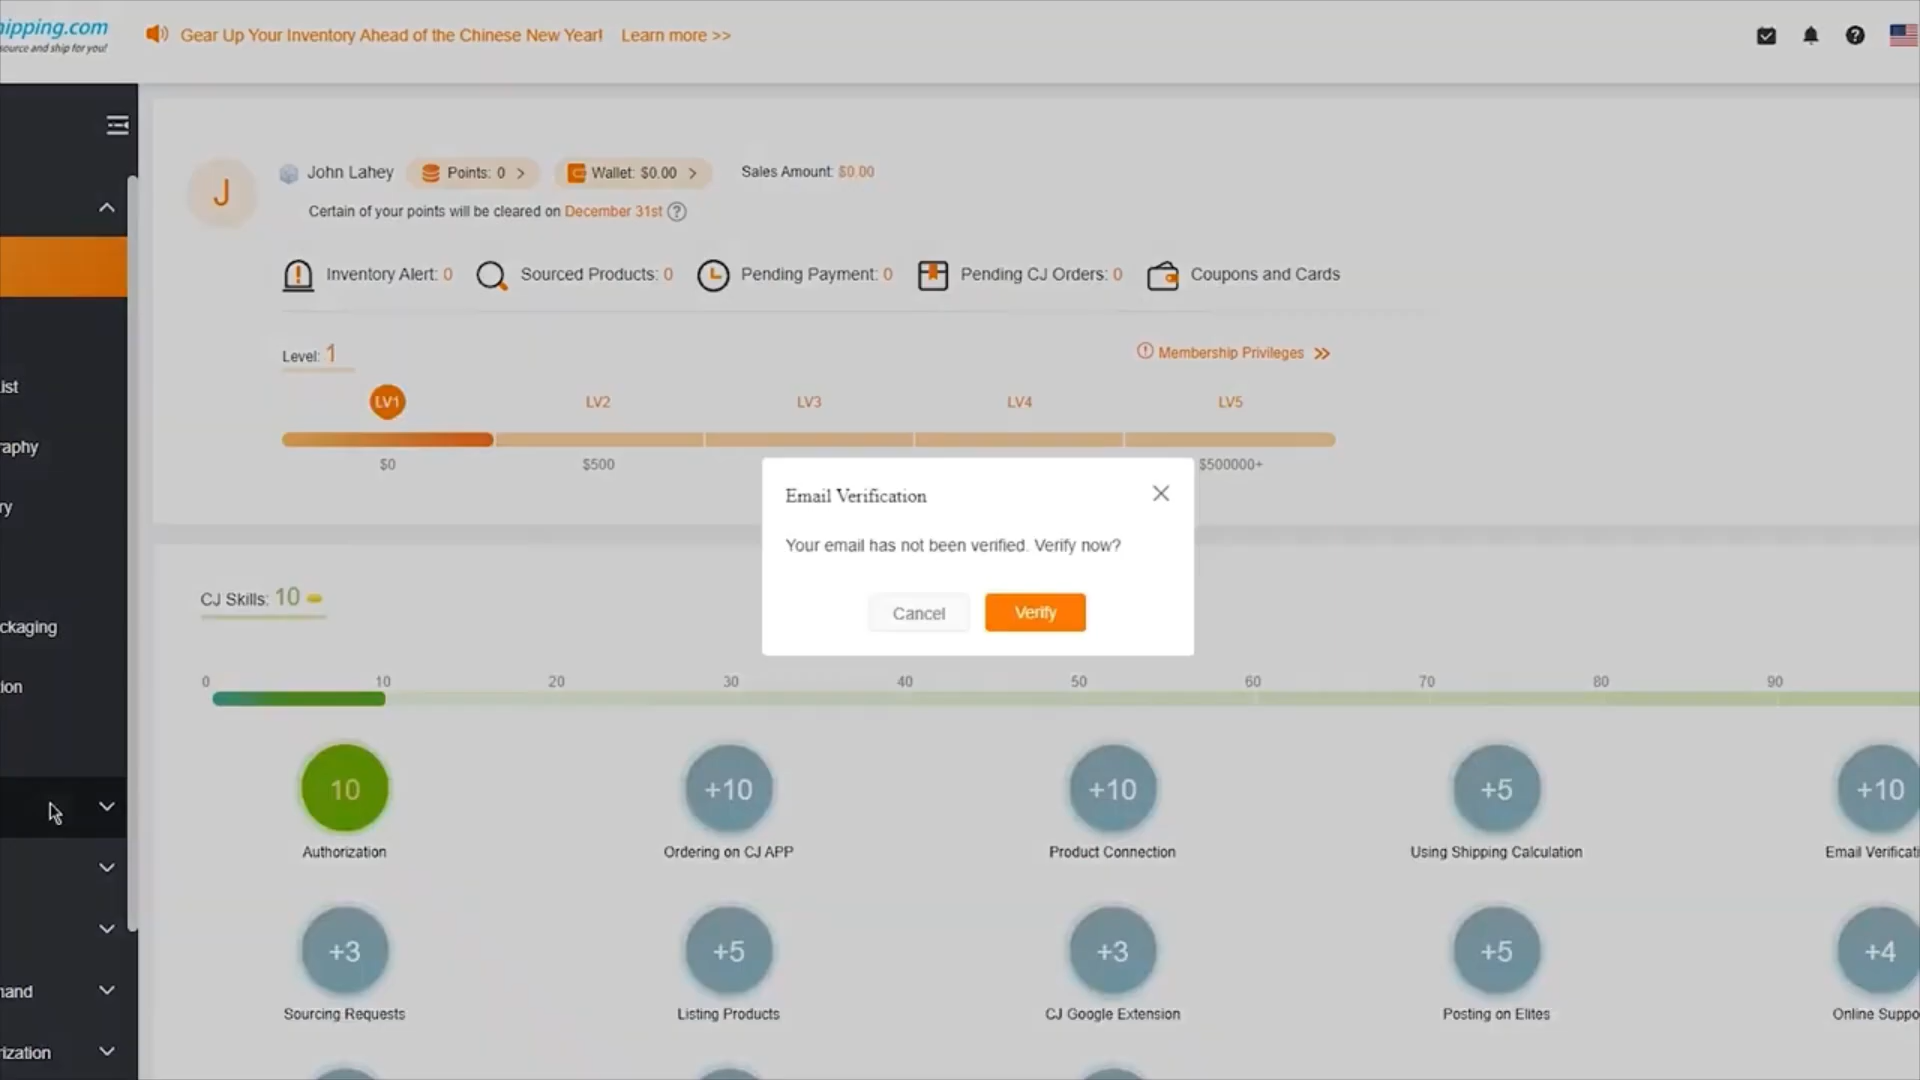 hipping.com
source and ship for you!
Gear Up Your Inventory Ahead of the Chinese New Year! Learn more >>
J
John Lahey
Points: 0 >
Wallet: $0.00 >
Sales Amount: $0.00
Certain of your points will be cleared on December 31st ?
Inventory Alert: 0
Sourced Products: 0
Pending Payment: 0
Pending CJ Orders: 0
Coupons and Cards
Level: 1
Membership Privileges
LV1 LV2 LV3 LV4 LV5
$0 $500 $500000+
ist
raphy
ry
ckaging
ion
nand
rization
Email Verification
Your email has not been verified. Verify now?
Cancel
Verify
CJ Skills: 10
0 10 20 30 40 50 60 70 80 90
10 +10 +10 +5 +10
Authorization
Ordering on CJ APP
Product Connection
Using Shipping Calculation
Email Verificati
+3 +5 +3 +5 +4
Sourcing Requests
Listing Products
CJ Google Extension
Posting on Elites
Online Suppo